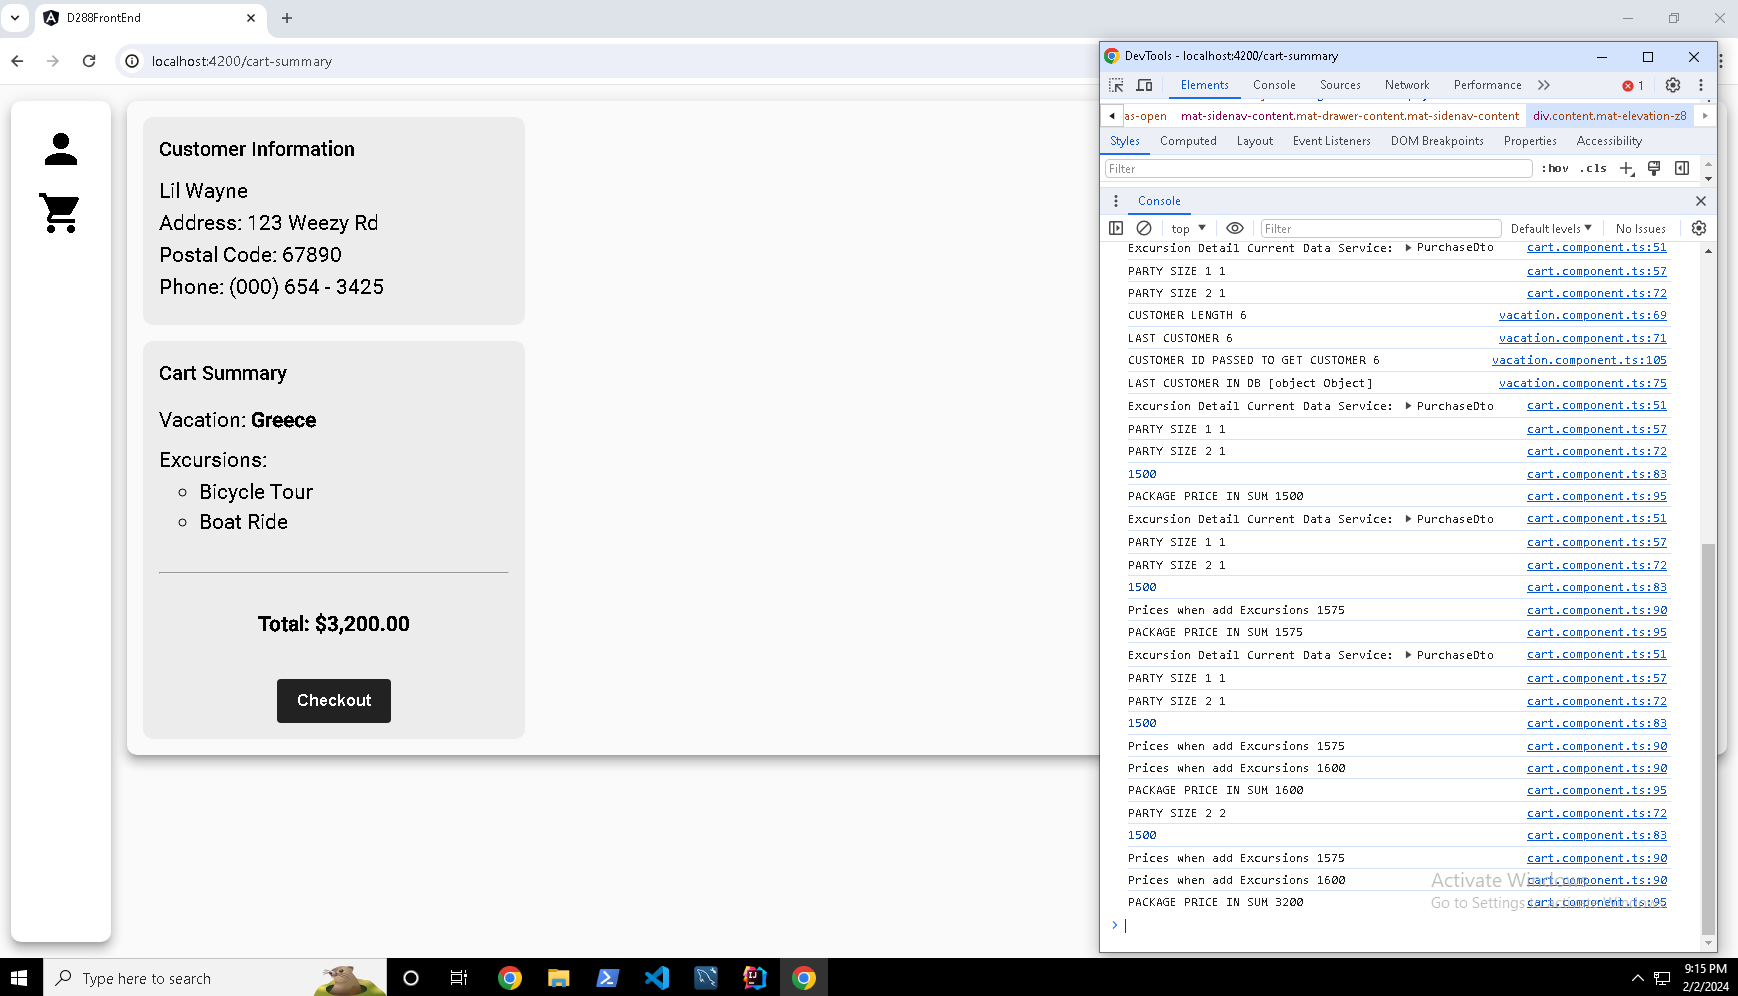 D288FrontEnd
localhost:4200/cart-summary
Customer Information
Lil Wayne
Address: 123 Weezy Rd
Postal Code: 67890
Phone: (000) 654 - 3425
Cart Summary
Vacation: Greece
Excursions:
Bicycle Tour
Boat Ride
Total: $3,200.00
Checkout
DevTools - localhost:4200/cart-summary
Elements Console Sources Network Performance 1
as-open mat-sidenav-content.mat-drawer-content.mat-sidenav-content div.content.mat-elevation-z8
Styles Computed Layout Event Listeners DOM Breakpoints Properties Accessibility
Filter :hov .cls
Console
top Filter Default levels No Issues
Excursion Detail Current Data Service: PurchaseDto cart.component.ts:51
PARTY SIZE 1 1 cart.component.ts:57
PARTY SIZE 2 1 cart.component.ts:72
CUSTOMER LENGTH 6 vacation.component.ts:69
LAST CUSTOMER 6 vacation.component.ts:71
CUSTOMER ID PASSED TO GET CUSTOMER 6 vacation.component.ts:105
LAST CUSTOMER IN DB [object Object] vacation.component.ts:75
Excursion Detail Current Data Service: PurchaseDto cart.component.ts:51
PARTY SIZE 1 1 cart.component.ts:57
PARTY SIZE 2 1 cart.component.ts:72
1500 cart.component.ts:83
PACKAGE PRICE IN SUM 1500 cart.component.ts:95
Excursion Detail Current Data Service: PurchaseDto cart.component.ts:51
PARTY SIZE 1 1 cart.component.ts:57
PARTY SIZE 2 1 cart.component.ts:72
1500 cart.component.ts:83
Prices when add Excursions 1575 cart.component.ts:90
PACKAGE PRICE IN SUM 1575 cart.component.ts:95
Excursion Detail Current Data Service: PurchaseDto cart.component.ts:51
PARTY SIZE 1 1 cart.component.ts:57
PARTY SIZE 2 1 cart.component.ts:72
1500 cart.component.ts:83
Prices when add Excursions 1575 cart.component.ts:90
Prices when add Excursions 1600 cart.component.ts:90
PACKAGE PRICE IN SUM 1600 cart.component.ts:95
PARTY SIZE 2 2 cart.component.ts:72
1500 cart.component.ts:83
Prices when add Excursions 1575 cart.component.ts:90
Prices when add Excursions 1600 cart.component.ts:90
PACKAGE PRICE IN SUM 3200 cart.component.ts:95
Activate Windows
Go to Settings to activate Windows.
Type here to search
9:15 PM
2/2/2024